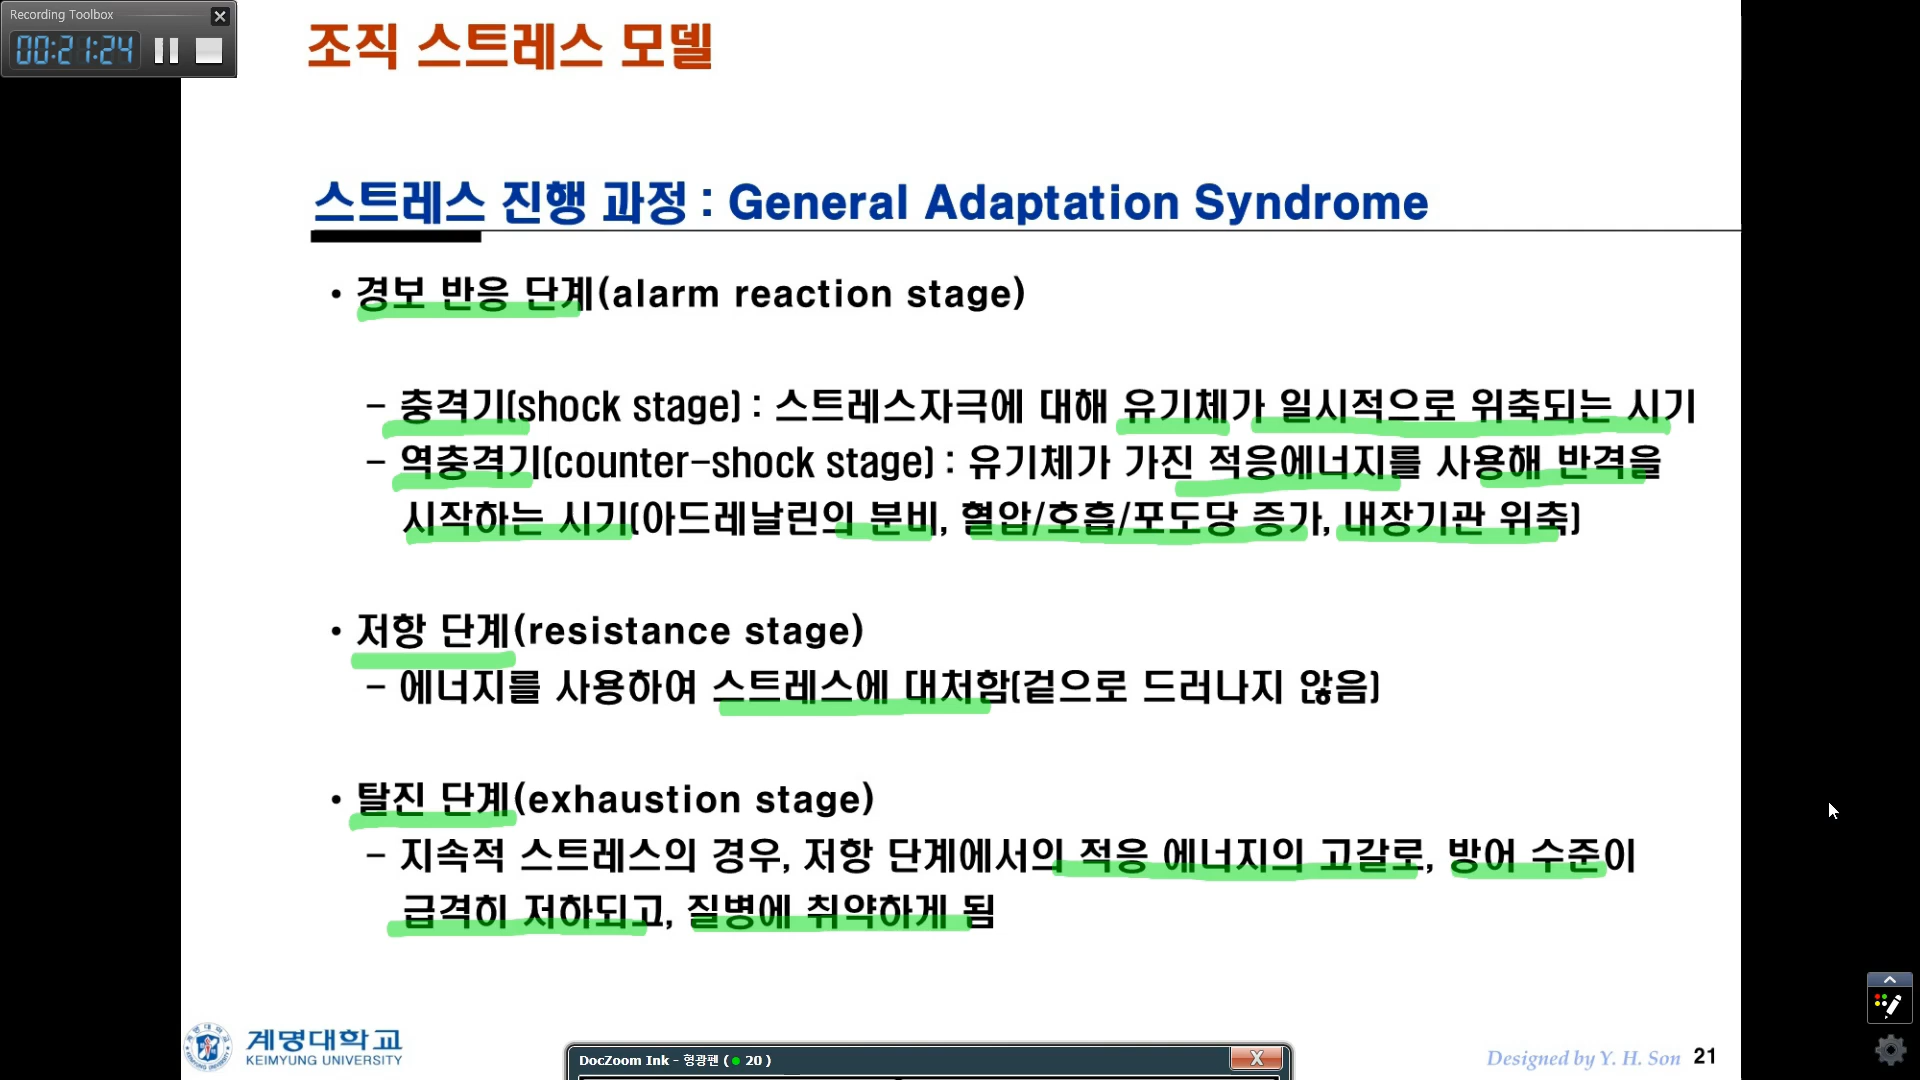 Recording Toolbox
00:21:24
조직 스트레스 모델
스트레스 진행 과정 : General Adaptation Syndrome
• 경보 반응 단계(alarm reaction stage)
– 충격기(shock stage) : 스트레스자극에 대해 유기체가 일시적으로 위축되는 시기
– 역충격기(counter-shock stage) : 유기체가 가진 적응에너지를 사용해 반격을
시작하는 시기(아드레날린의 분비, 혈압/호흡/포도당 증가, 내장기관 위축)
• 저항 단계(resistance stage)
– 에너지를 사용하여 스트레스에 대처함(겉으로 드러나지 않음)
• 탈진 단계(exhaustion stage)
– 지속적 스트레스의 경우, 저항 단계에서의 적응 에너지의 고갈로, 방어 수준이
급격히 저하되고, 질병에 취약하게 됨
계명대학교
KEIMYUNG UNIVERSITY
DocZoom Ink - 형광펜 ( ● 20 )
Designed by Y. H. Son 21